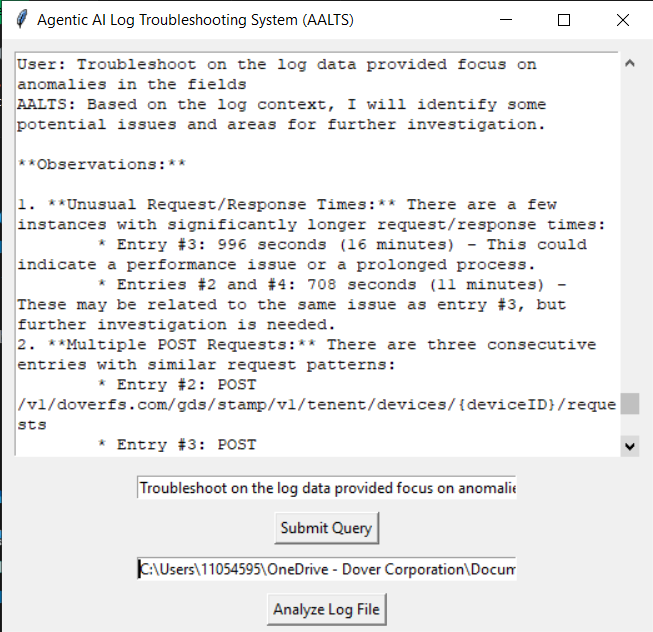 Agentic AI Log Troubleshooting System (AALTS)
User: Troubleshoot on the log data provided focus on
anomalies in the fields
AALTS: Based on the log context, I will identify some
potential issues and areas for further investigation.
**Observations:**
1. **Unusual Request/Response Times:** There are a few
instances with significantly longer request/response times:
* Entry #3: 996 seconds (16 minutes) - This could
indicate a performance issue or a prolonged process.
* Entries #2 and #4: 708 seconds (11 minutes) -
These may be related to the same issue as entry #3, but
further investigation is needed.
2. **Multiple POST Requests:** There are three consecutive
entries with similar request patterns:
* Entry #2: POST
/v1/doverfs.com/gds/stamp/v1/tenent/devices/{deviceID}/reque
sts
* Entry #3: POST
Troubleshoot on the log data provided focus on anomalie
Submit Query
C:\Users\11054595\OneDrive - Dover Corporation\Docum
Analyze Log File